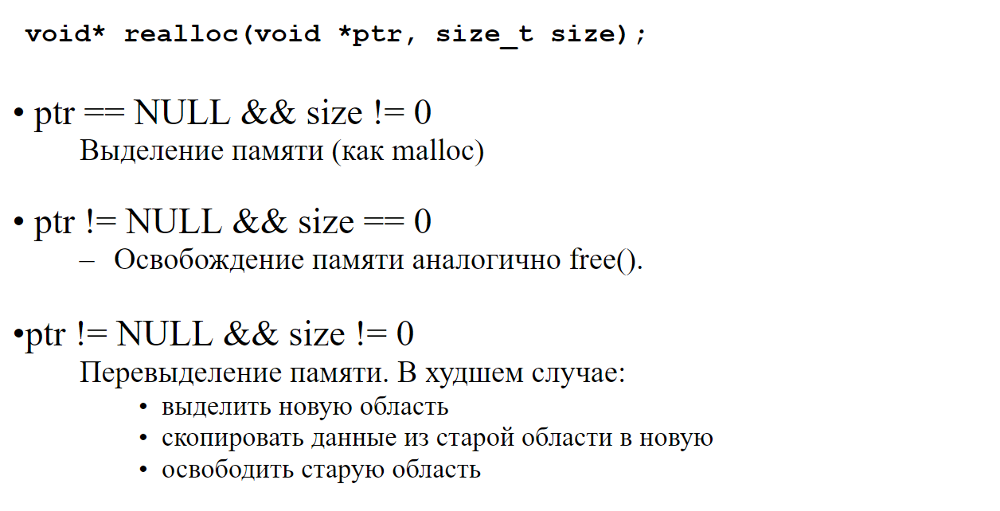 void* realloc(void *ptr, size_t size);
• ptr == NULL && size != 0
Выделение памяти (как malloc)
• ptr != NULL && size == 0
– Освобождение памяти аналогично free().
•ptr != NULL && size != 0
Перевыделение памяти. В худшем случае:
• выделить новую область
• скопировать данные из старой области в новую
• освободить старую область